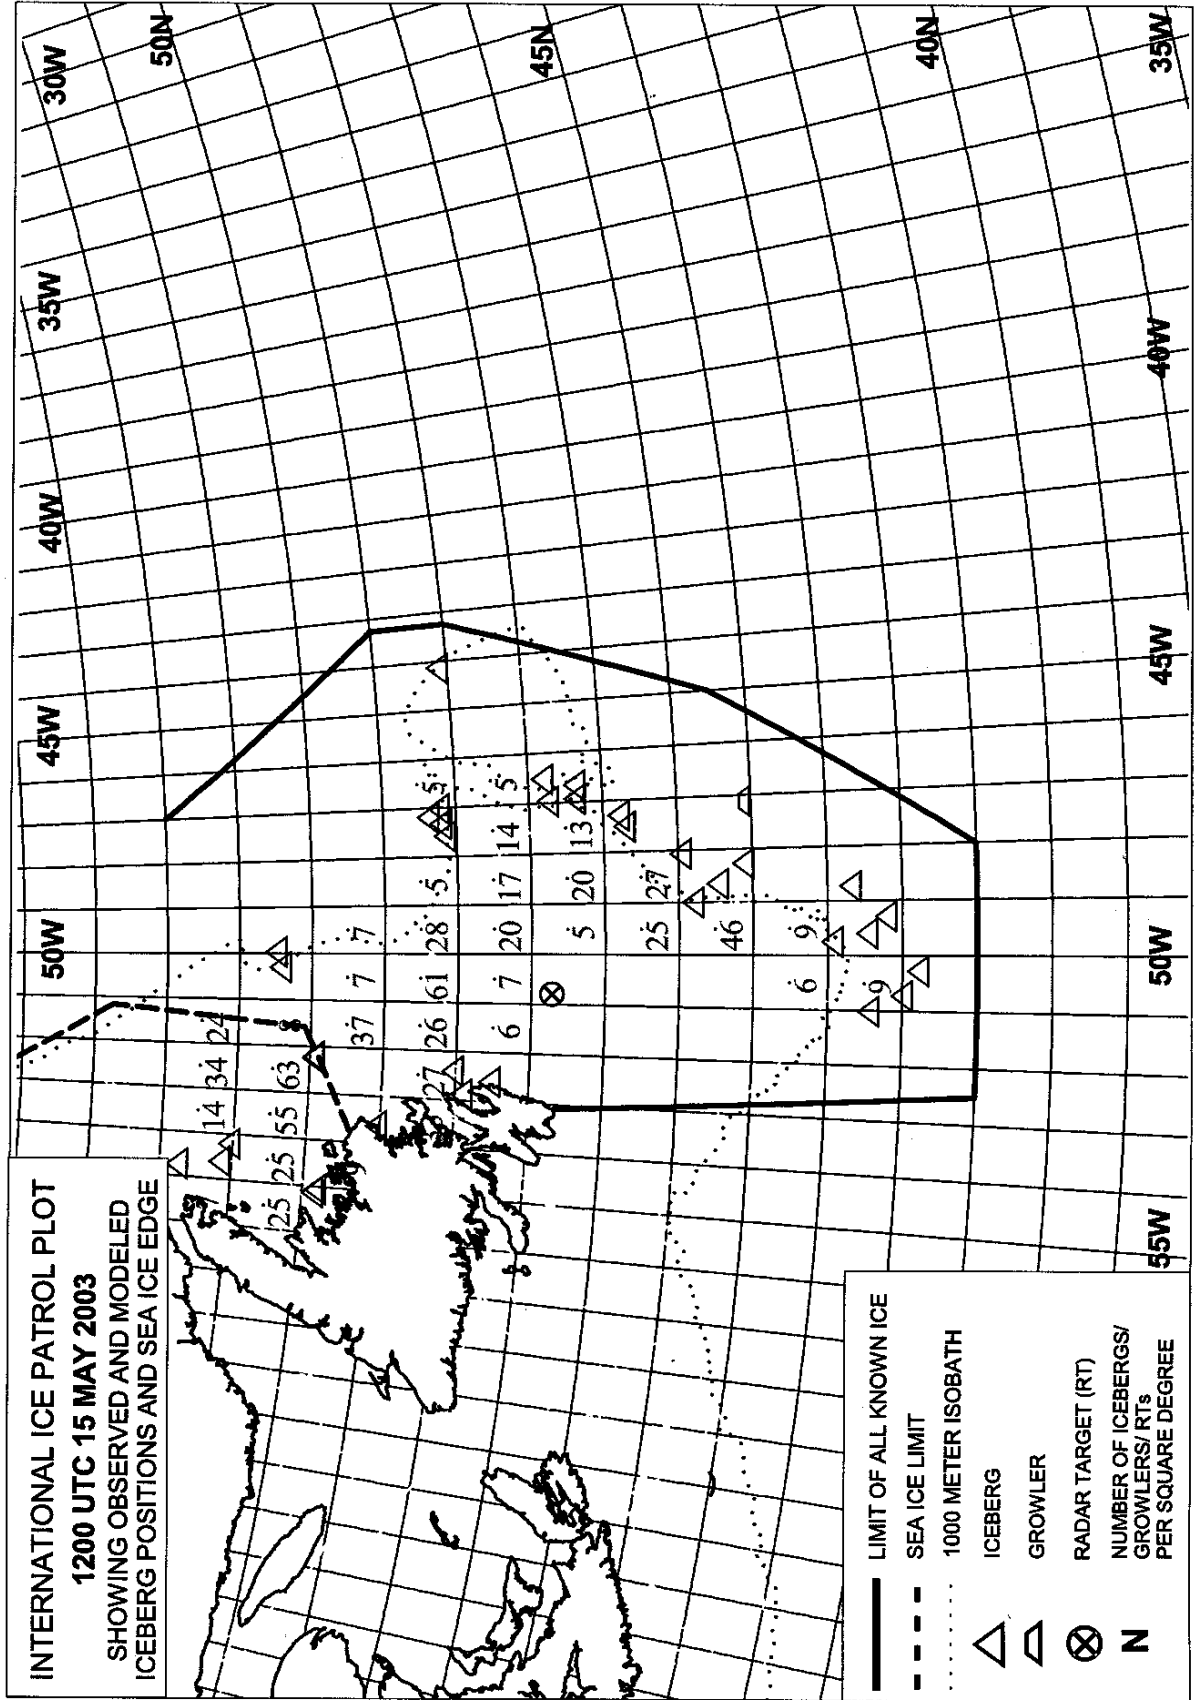 INTERNATIONAL ICE PATROL PLOT
1200 UTC 15 MAY 2003
SHOWING OBSERVED AND MODELED
ICEBERG POSITIONS AND SEA ICE EDGE
50W
45W
40W
35W
30W
50N
45N
40N
35W
40W
45W
50W
55W
14 34 24
25 25 55 63
9
37 7 7
27 26 61 28 5 5
6 7 20 17 14 5
5 20 13
25 27
46
6 9
9
LIMIT OF ALL KNOWN ICE
SEA ICE LIMIT
1000 METER ISOBATH
ICEBERG
GROWLER
RADAR TARGET (RT)
N
NUMBER OF ICEBERGS/
GROWLERS/ RTs
PER SQUARE DEGREE